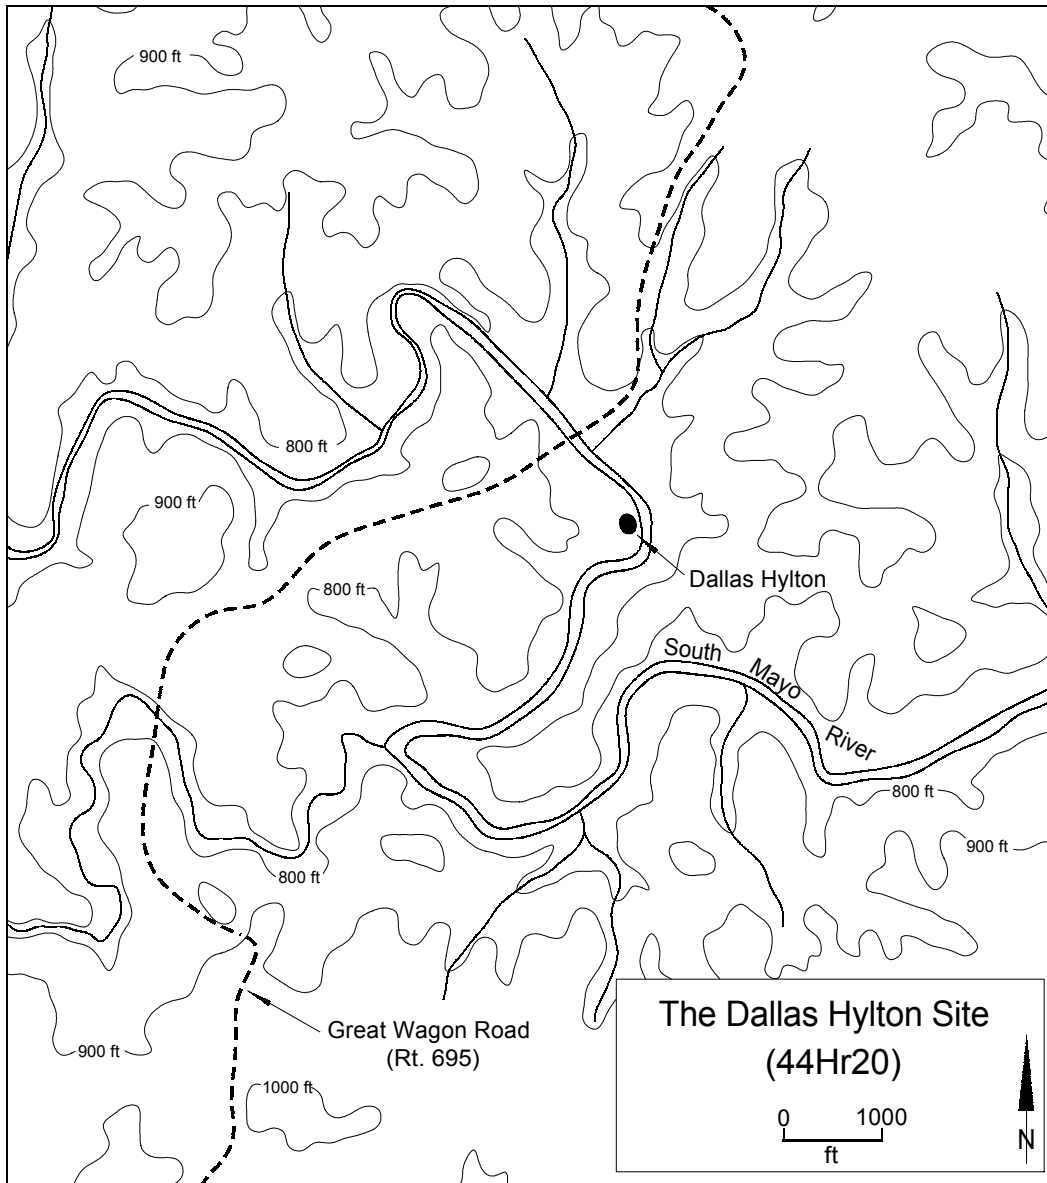 900 ft
800 ft
900 ft
Dallas Hylton
800 ft
South Mayo River
800 ft
900 ft
800 ft
Great Wagon Road
(Rt. 695)
900 ft
1000 ft
The Dallas Hylton Site
(44Hr20)
0 1000
ft
N